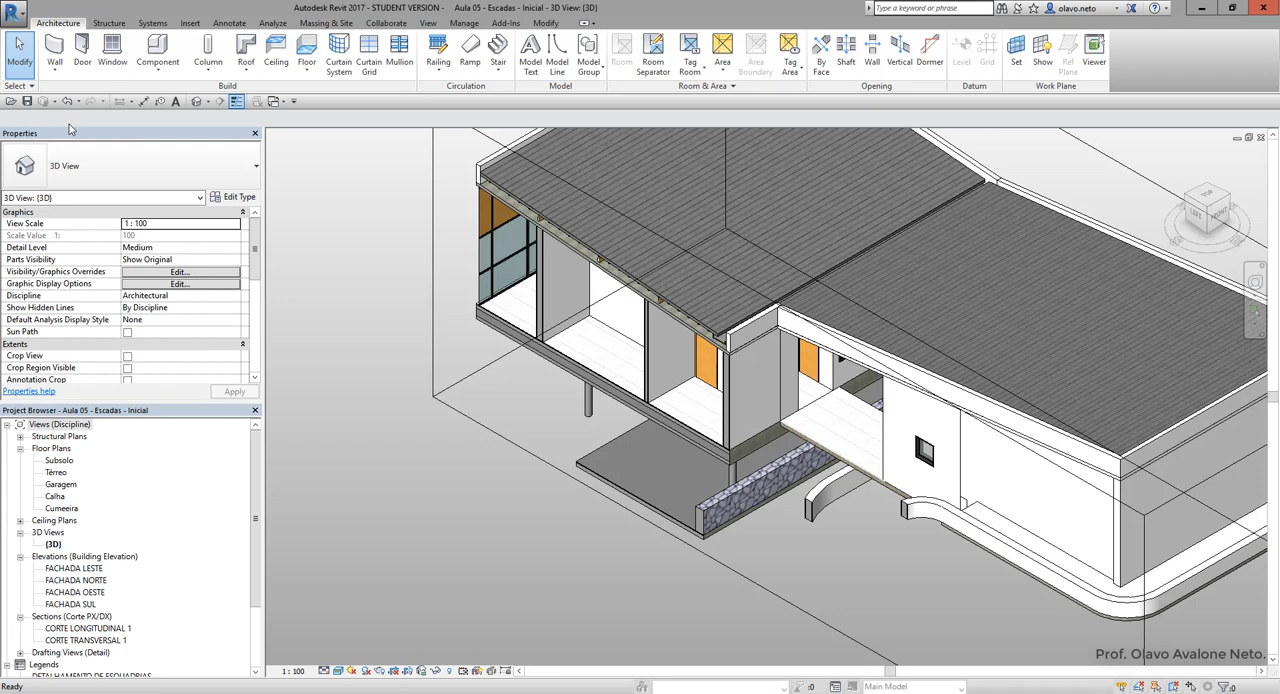 Autodesk Revit 2017 - STUDENT VERSION - Aula 05 - Escadas - Inicial - 3D View: {3D}
Type a keyword or phrase
olavo.neto
Architecture Structure Systems Insert Annotate Analyze Massing & Site Collaborate View Manage Add-Ins Modify
Modify Wall Door Window Component Column Roof Ceiling Floor Curtain System Curtain Grid Mullion Railing Ramp Stair Model Text Model Line Model Group Room Room Separator Tag Room Area Area Boundary Tag Area By Face Shaft Wall Vertical Dormer Level Grid Set Show Ref Plane Viewer
Select Build Circulation Model Room & Area Opening Datum Work Plane
Properties
3D View
3D View: {3D} Edit Type
Graphics
View Scale 1 : 100
Scale Value 1: 100
Detail Level Medium
Parts Visibility Show Original
Visibility/Graphics Overrides Edit...
Graphic Display Options Edit...
Discipline Architectural
Show Hidden Lines By Discipline
Default Analysis Display Style None
Sun Path
Extents
Crop View
Crop Region Visible
Annotation Crop
Properties help Apply
Project Browser - Aula 05 - Escadas - Inicial
Views (Discipline)
Structural Plans
Floor Plans
Subsolo
Térreo
Garagem
Calha
Cumeeira
Ceiling Plans
3D Views
{3D}
Elevations (Building Elevation)
FACHADA LESTE
FACHADA NORTE
FACHADA OESTE
FACHADA SUL
Sections (Corte PX/DX)
CORTE LONGITUDINAL 1
CORTE TRANSVERSAL 1
Drafting Views (Detail)
Legends
DETALHAMENTO DE ESQUADRIAS
TOP
LEFT FRONT
Prof. Olavo Avalone Neto.
1 : 100
Ready
:0
Main Model
:0